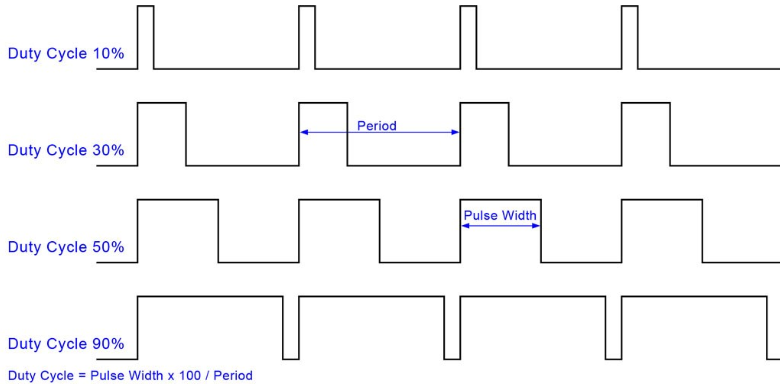 Duty Cycle 10%
Period
Duty Cycle 30%
Pulse Width
Duty Cycle 50%
Duty Cycle 90%
Duty Cycle = Pulse Width x 100 / Period